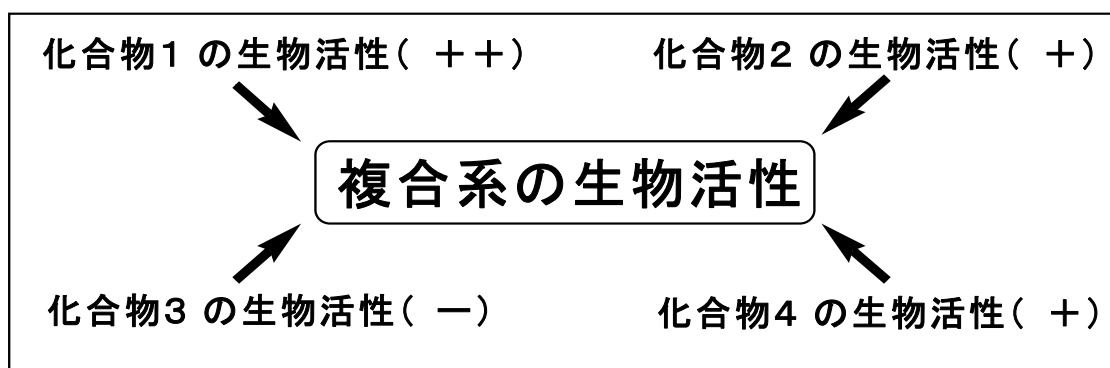 化合物1 の生物活性( ++) 化合物2 の生物活性( +)
複合系の生物活性
化合物3 の生物活性( ー) 化合物4 の生物活性( +)